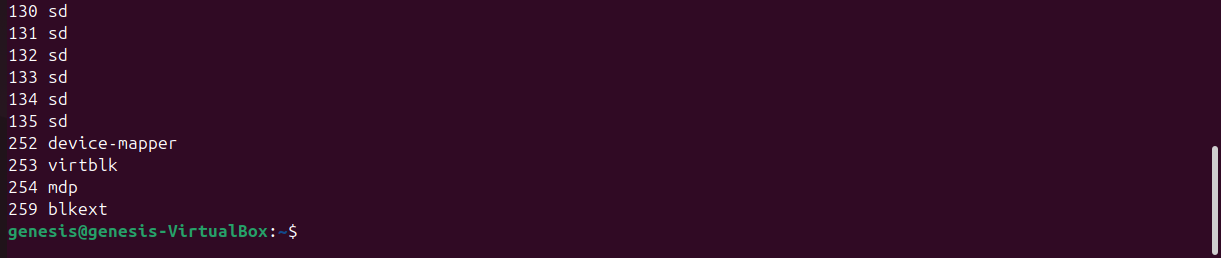 130 sd
131 sd
132 sd
133 sd
134 sd
135 sd
252 device-mapper
253 virtblk
254 mdp
259 blkext
genesis@genesis-VirtualBox:~$